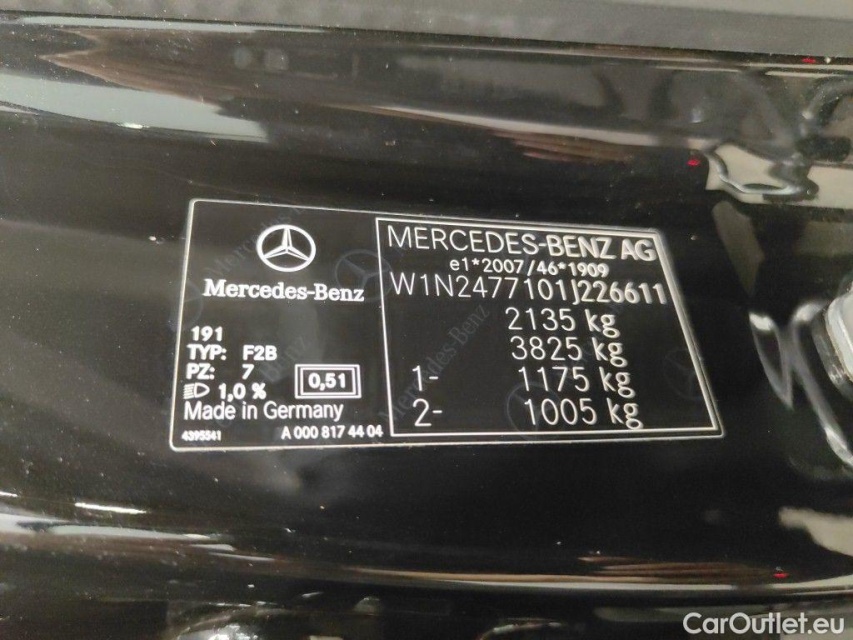 Mercedes-Benz
191
TYP: F2B
PZ: 7
1,0 %
0,51
Made in Germany
4395541 A 000 817 44 04
MERCEDES-BENZ AG
e1*2007/46*1909
W1N2477101J226611
2135 kg
3825 kg
1- 1175 kg
2- 1005 kg
CarOutlet.eu